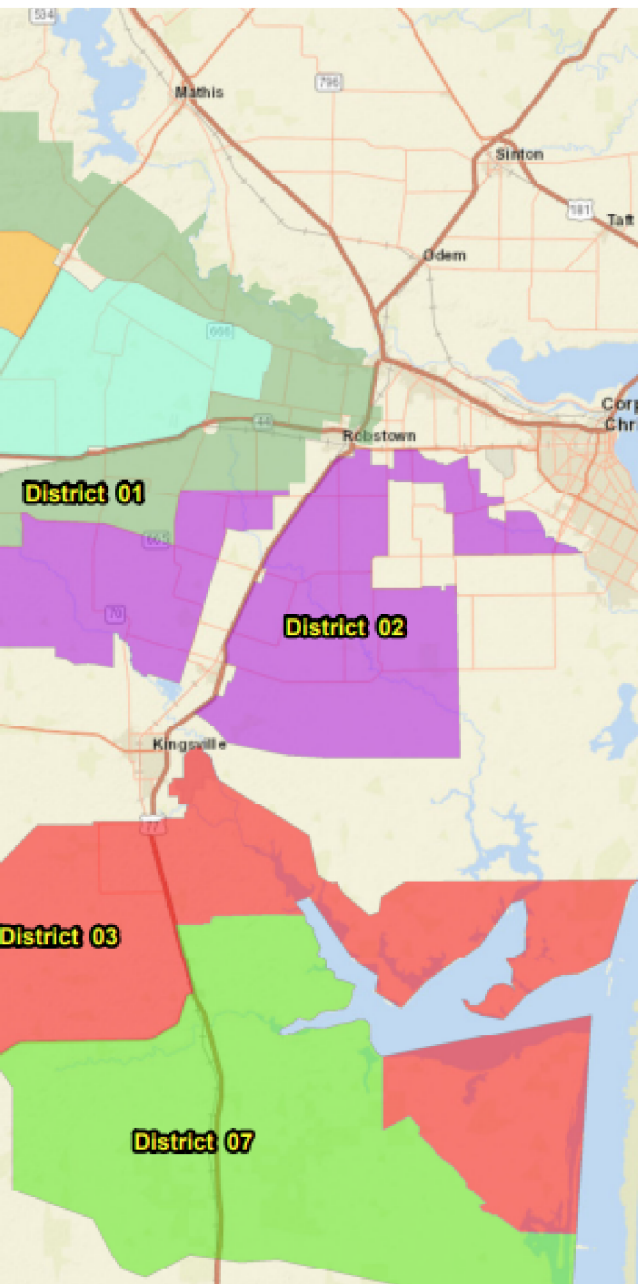 534
Mathis
796
Sinton
181
Taft
Odem
666
Corp
Chri
44
Robstown
District 01
665
70
District 02
Kingsville
77
District 03
District 07